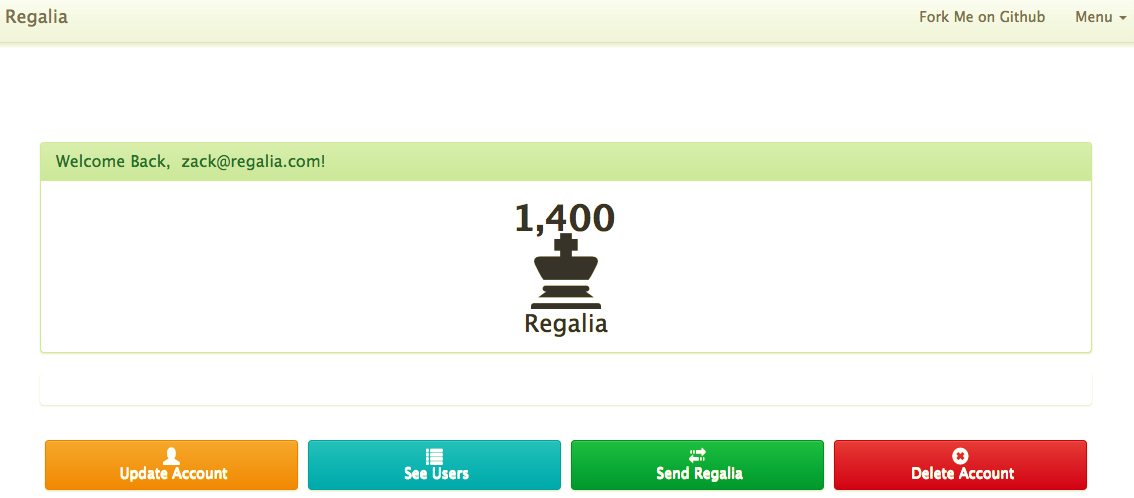 Regalia
Fork Me on Github
Menu
Welcome Back, zack@regalia.com!
1,400
Regalia
Update Account
See Users
Send Regalia
Delete Account